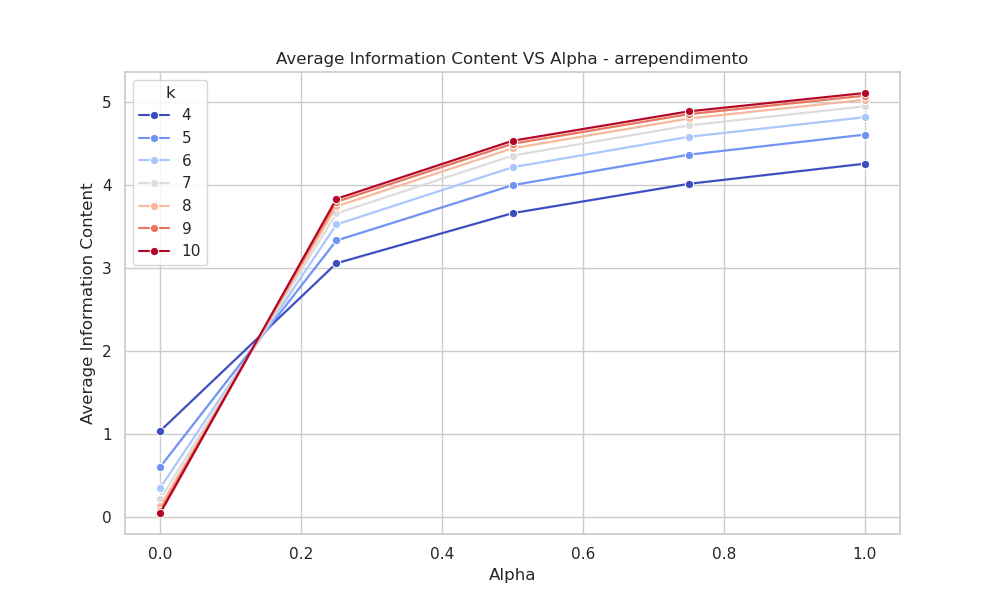 Average Information Content VS Alpha - arrependimento
k
4
5
6
7
8
9
10
Average Information Content
5
4
3
2
1
0
0.0 0.2 0.4 0.6 0.8 1.0
Alpha